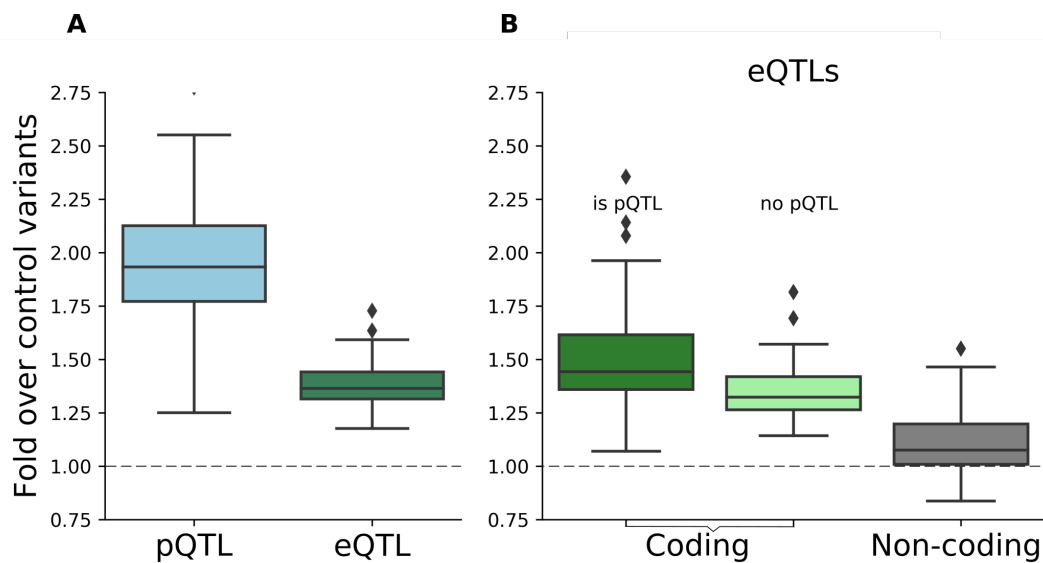 A
B
eQTLs
Fold over control variants
2.75
2.50
2.25
2.00
1.75
1.50
1.25
1.00
0.75
pQTL
eQTL
2.75
2.50
2.25
2.00
1.75
1.50
1.25
1.00
0.75
is pQTL
no pQTL
Coding
Non-coding